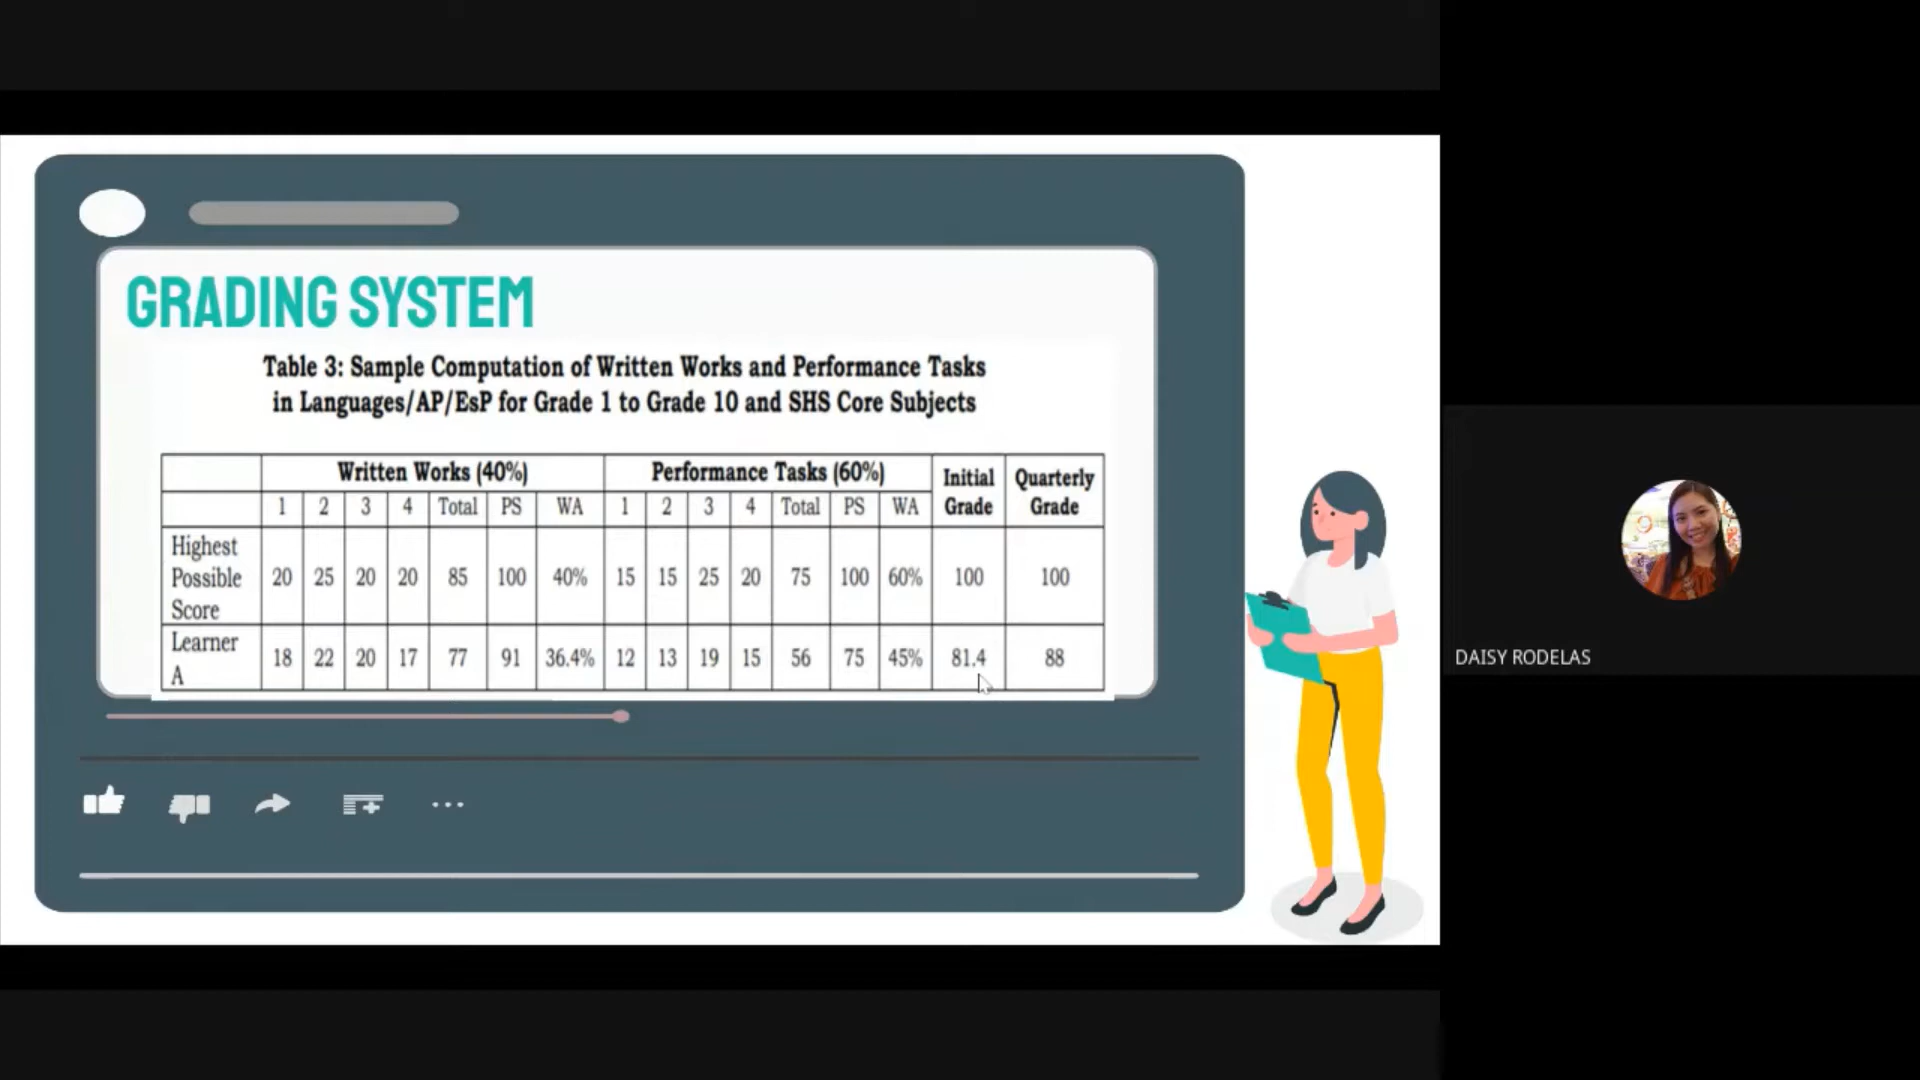 GRADING SYSTEM
Table 3: Sample Computation of Written Works and Performance Tasks
in Languages/AP/EsP for Grade 1 to Grade 10 and SHS Core Subjects
Written Works (40%) Performance Tasks (60%) Initial Grade Quarterly Grade
1 2 3 4 Total PS WA 1 2 3 4 Total PS WA
Highest Possible Score 20 25 20 20 85 100 40% 15 15 25 20 75 100 60% 100 100
Learner A 18 22 20 17 77 91 36.4% 12 13 19 15 56 75 45% 81.4 88
DAISY RODELAS